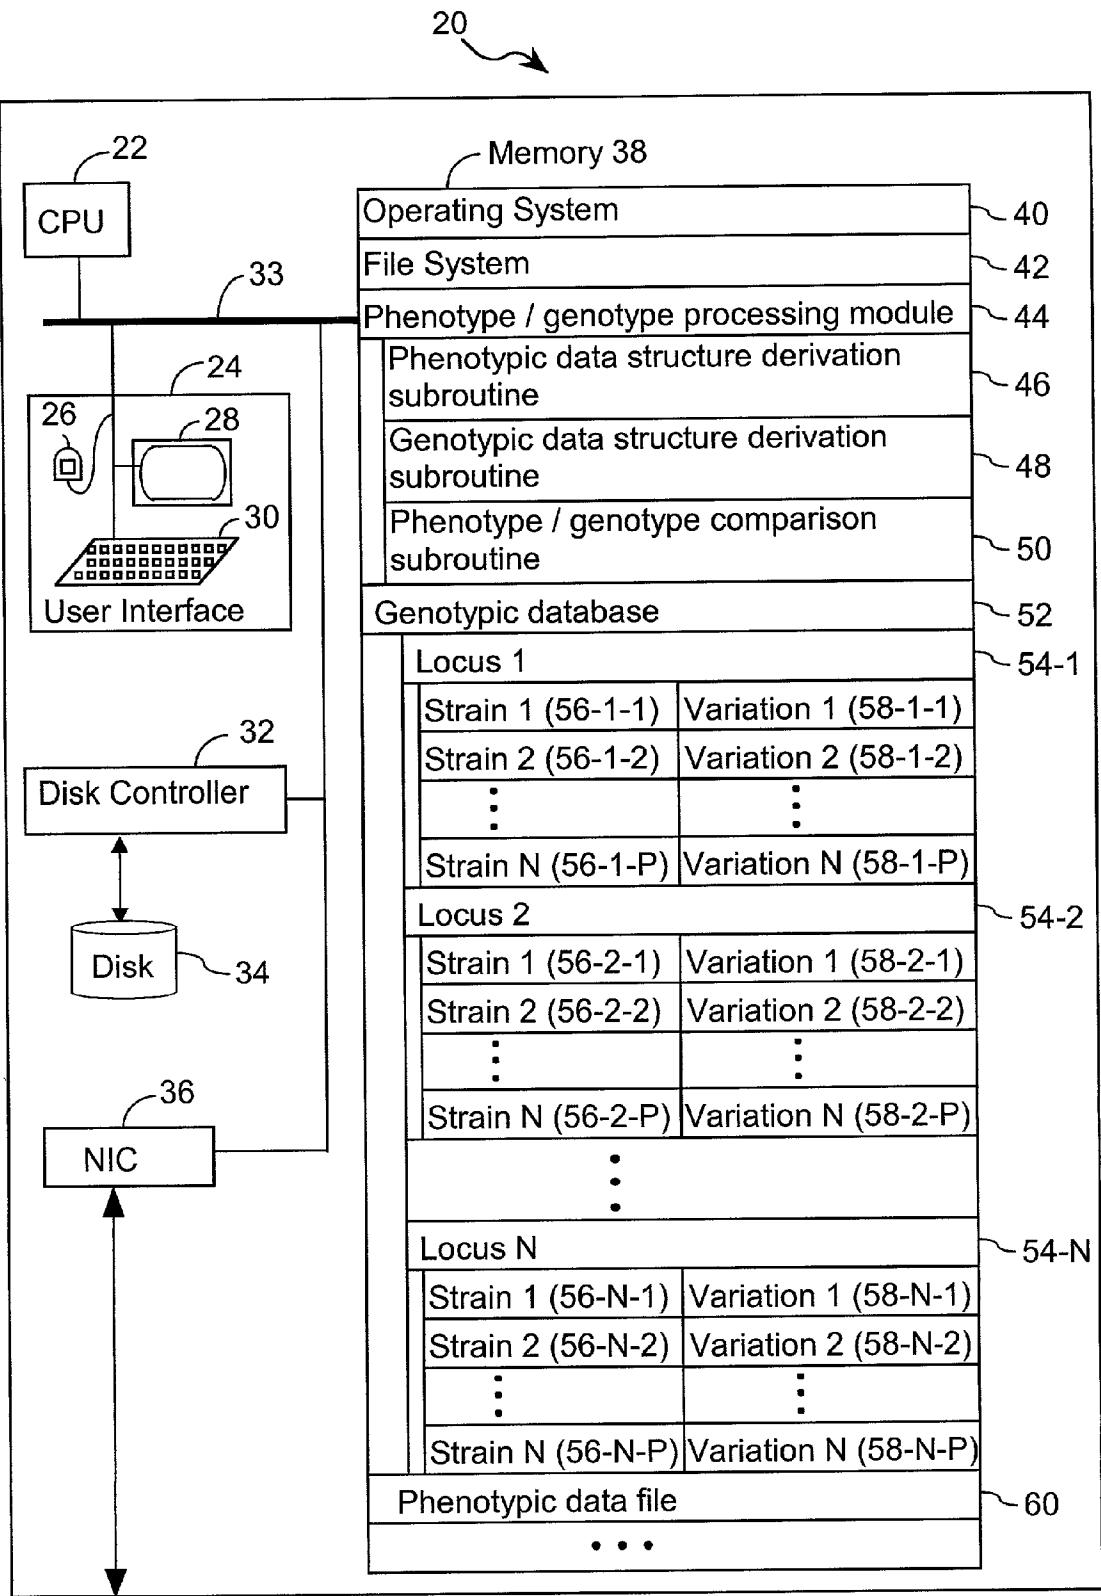 20
22
CPU
33
24
26
28
30
User Interface
32
Disk Controller
Disk
34
36
NIC
Memory 38
Operating System
40
File System
42
Phenotype / genotype processing module
44
Phenotypic data structure derivation
subroutine
46
Genotypic data structure derivation
subroutine
48
Phenotype / genotype comparison
subroutine
50
Genotypic database
52
Locus 1
54-1
Strain 1 (56-1-1) Variation 1 (58-1-1)
Strain 2 (56-1-2) Variation 2 (58-1-2)
Strain N (56-1-P) Variation N (58-1-P)
Locus 2
54-2
Strain 1 (56-2-1) Variation 1 (58-2-1)
Strain 2 (56-2-2) Variation 2 (58-2-2)
Strain N (56-2-P) Variation N (58-2-P)
Locus N
54-N
Strain 1 (56-N-1) Variation 1 (58-N-1)
Strain 2 (56-N-2) Variation 2 (58-N-2)
Strain N (56-N-P) Variation N (58-N-P)
Phenotypic data file
60